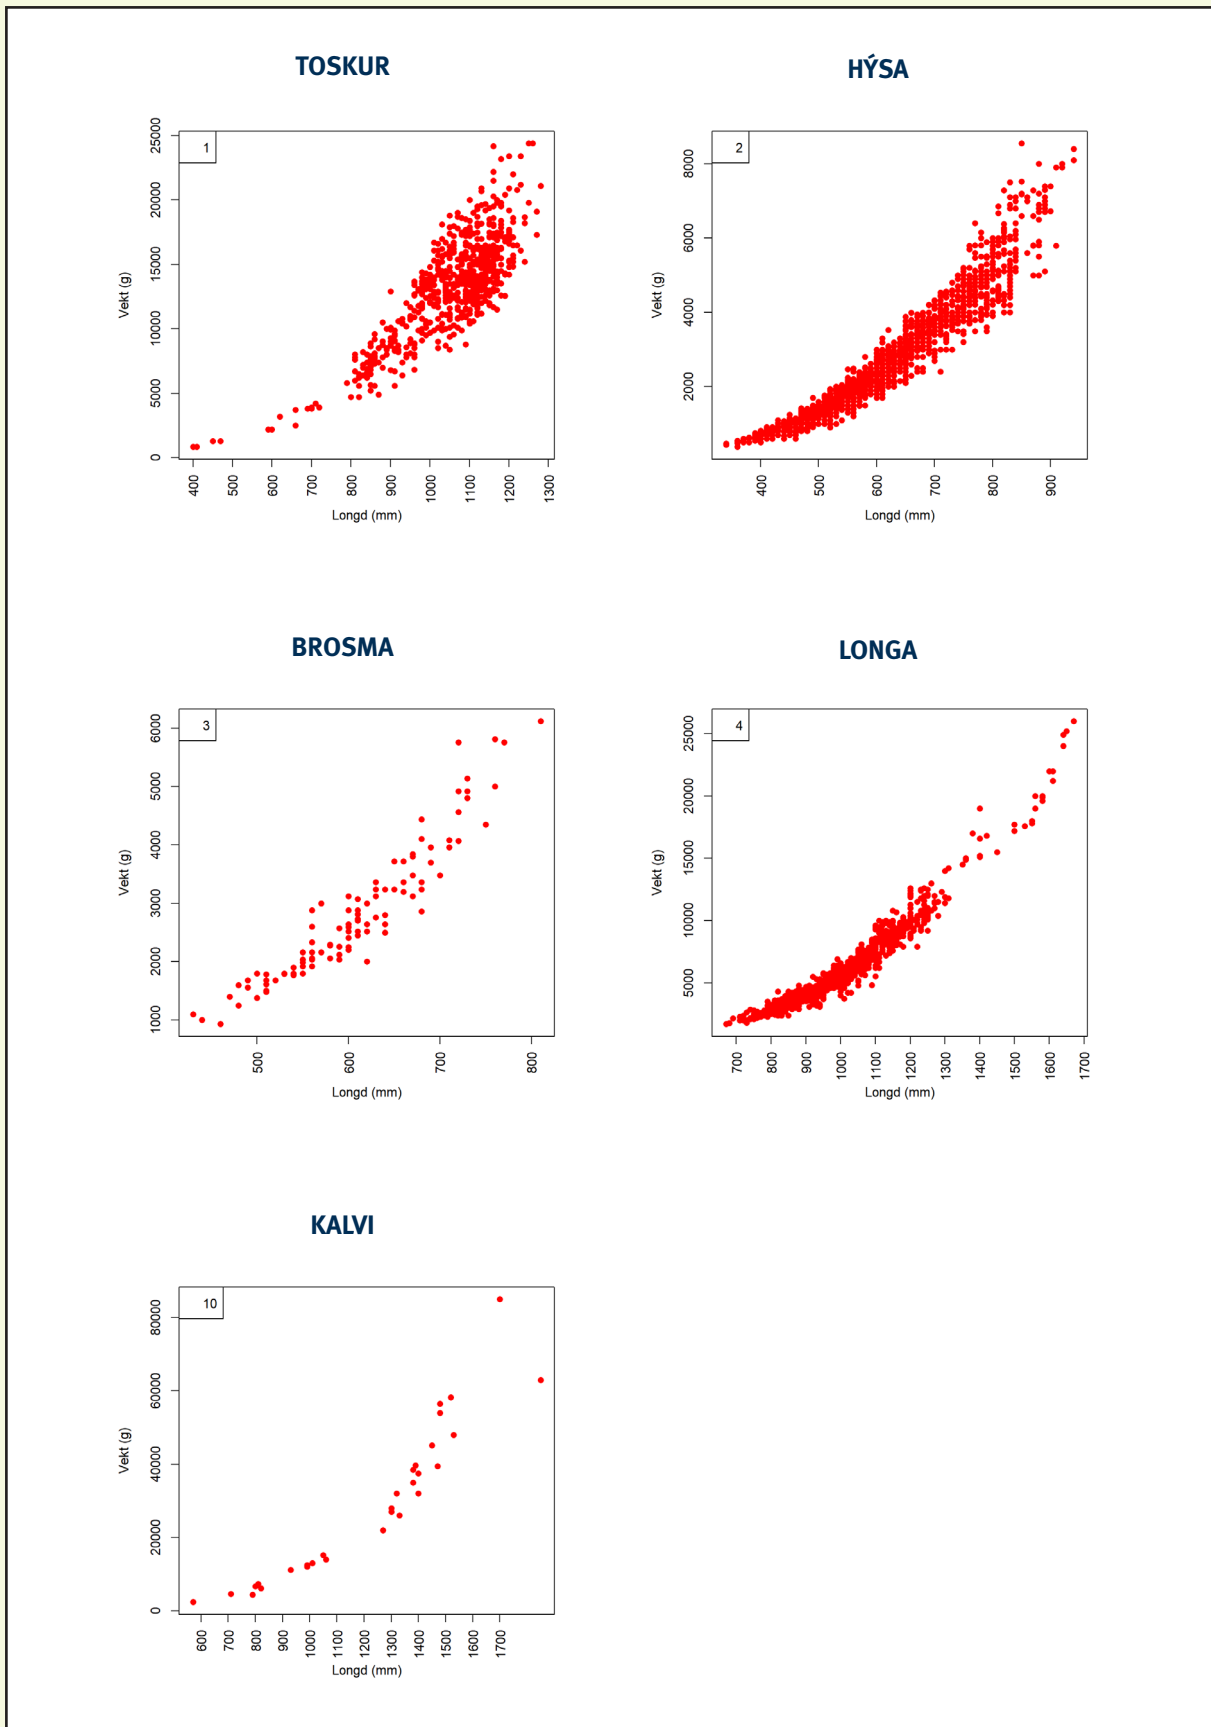 TOSKUR
1
Vekt (g)
25000
20000
15000
10000
5000
0
400 500 600 700 800 900 1000 1100 1200 1300
Longd (mm)
HÝSA
2
Vekt (g)
8000
6000
4000
2000
400 500 600 700 800 900
Longd (mm)
BROSMA
3
Vekt (g)
6000
5000
4000
3000
2000
1000
500 600 700 800
Longd (mm)
LONGA
4
Vekt (g)
25000
20000
15000
10000
5000
700 800 900 1000 1100 1200 1300 1400 1500 1600 1700
Longd (mm)
KALVI
10
Vekt (g)
80000
60000
40000
20000
0
600 700 800 900 1000 1100 1200 1300 1400 1500 1600 1700
Longd (mm)